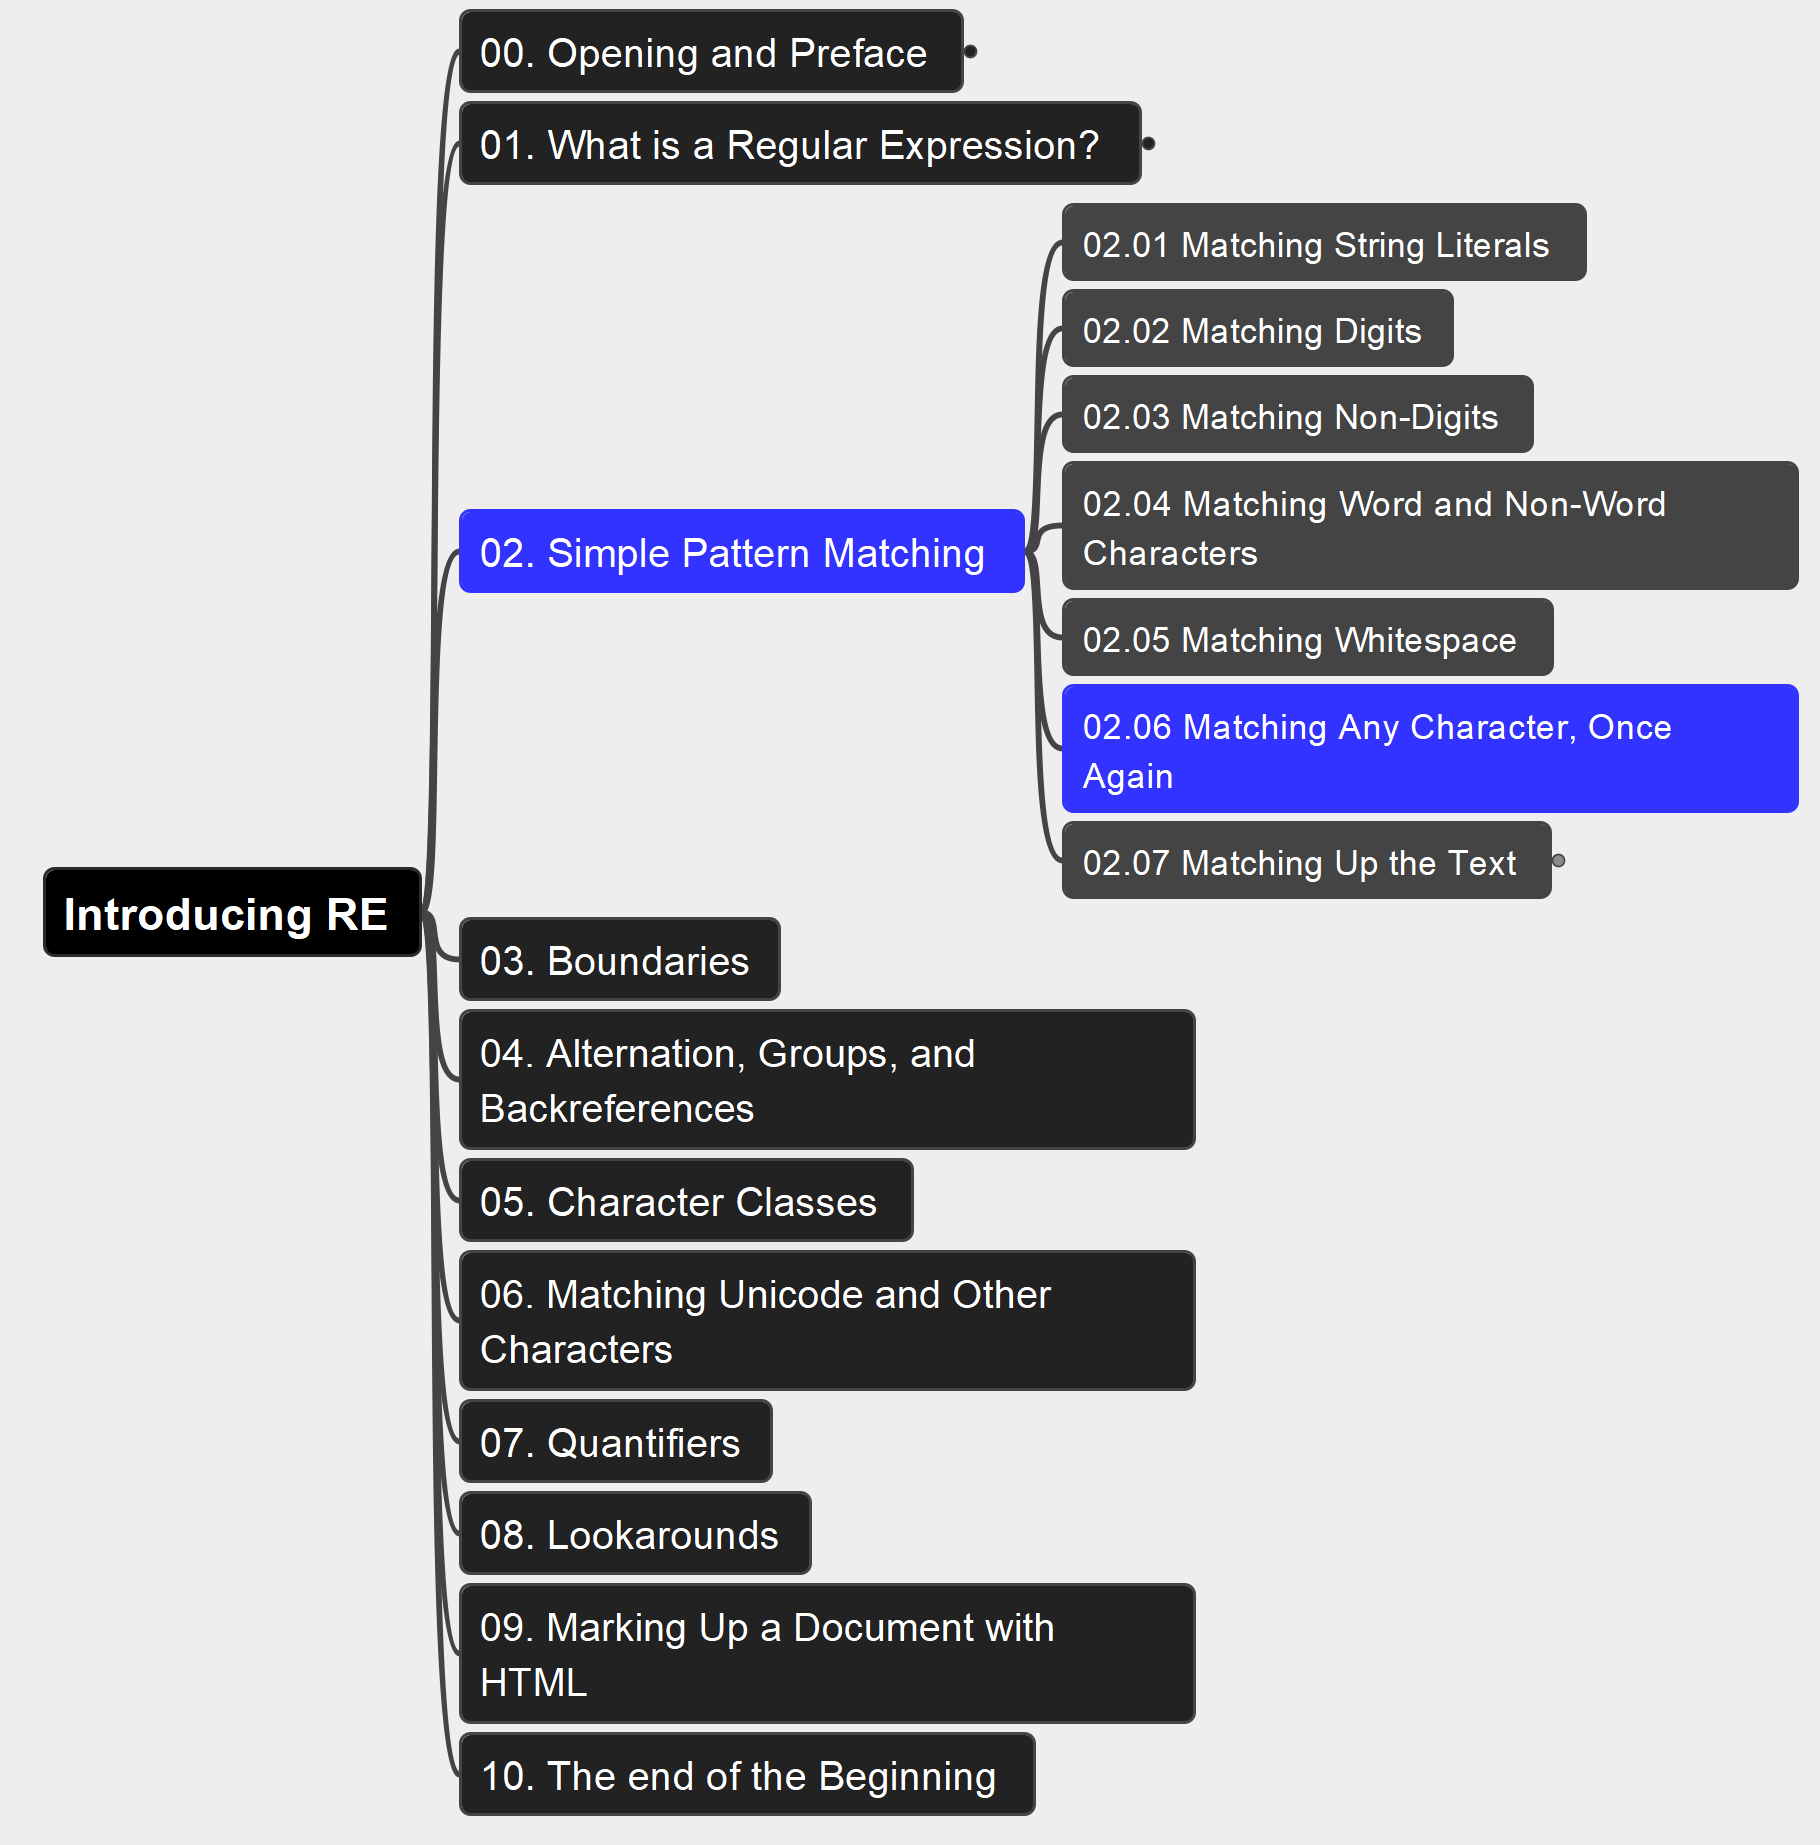 00. Opening and Preface
01. What is a Regular Expression?
02.01 Matching String Literals
02.02 Matching Digits
02.03 Matching Non-Digits
02.04 Matching Word and Non-Word
Characters
02. Simple Pattern Matching
02.05 Matching Whitespace
02.06 Matching Any Character, Once
Again
02.07 Matching Up the Text
Introducing RE
03. Boundaries
04. Alternation, Groups, and
Backreferences
05. Character Classes
06. Matching Unicode and Other
Characters
07. Quantifiers
08. Lookarounds
09. Marking Up a Document with
HTML
10. The end of the Beginning